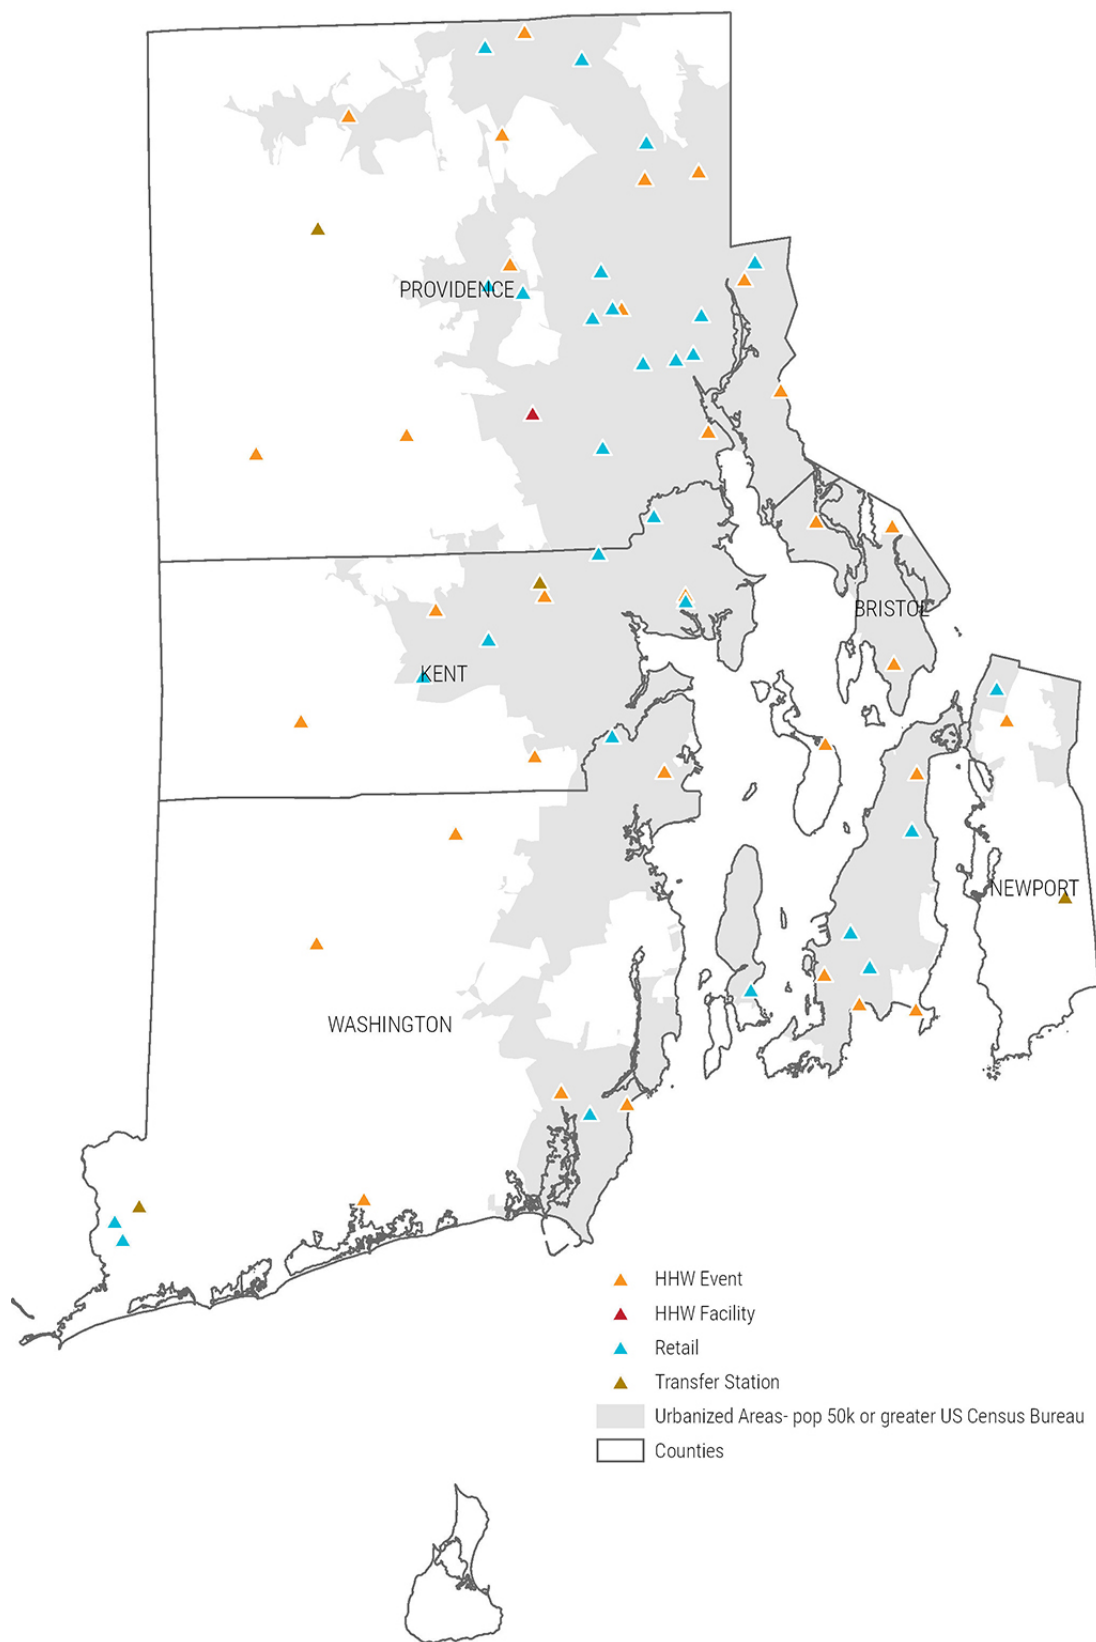 PROVIDENCE
BRISTOL
KENT
NEWPORT
WASHINGTON
HHW Event
HHW Facility
Retail
Transfer Station
Urbanized Areas- pop 50k or greater US Census Bureau
Counties